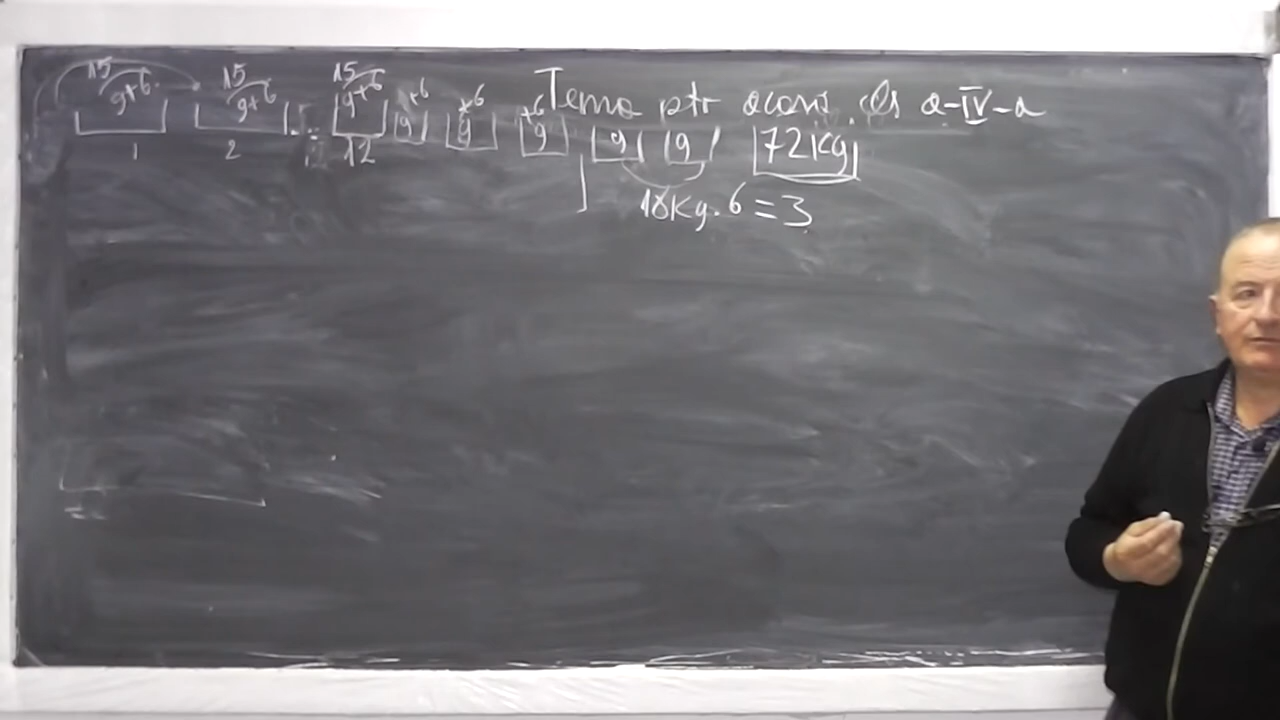 15 15 15
9+6 9+6 9+6 +6 +6 +6 Tema ptr acasă cls a-IV-a
9 9 9 9 9 72Kg
1 2 ... 12
18Kg. 6 = 3